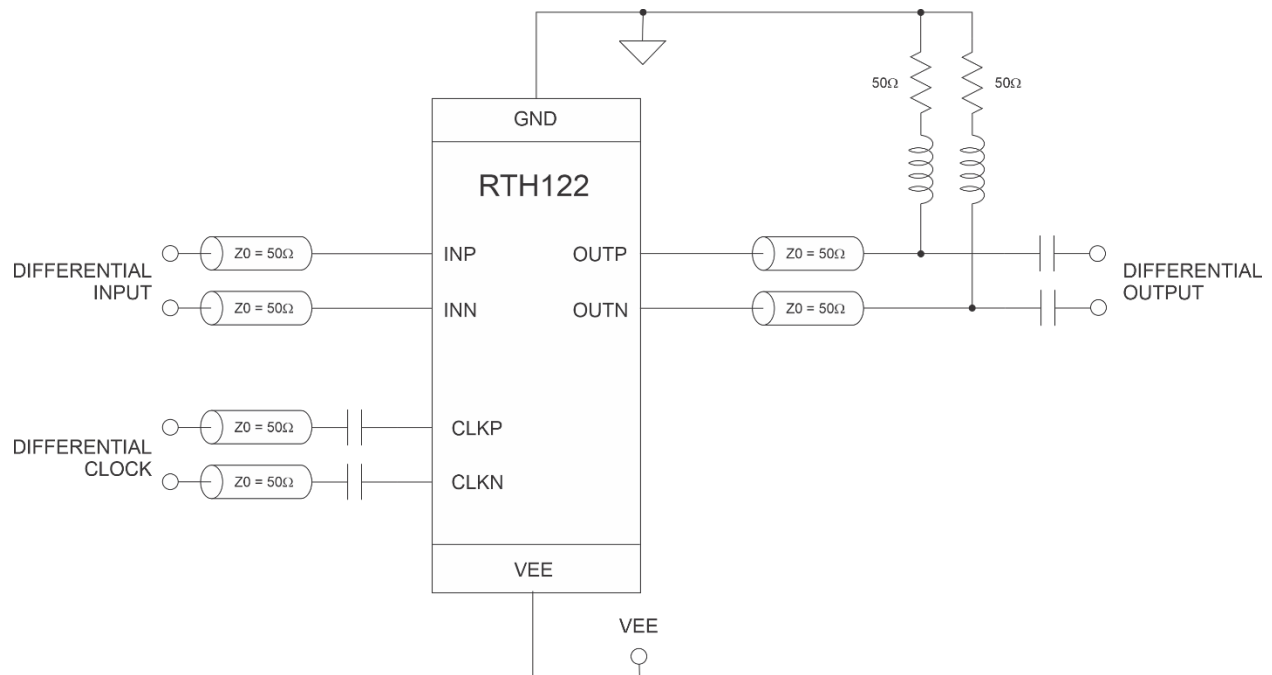 50Ω
50Ω
GND
RTH122
Z0 = 50Ω
INP
OUTP
Z0 = 50Ω
DIFFERENTIAL
INPUT
DIFFERENTIAL
OUTPUT
Z0 = 50Ω
INN
OUTN
Z0 = 50Ω
Z0 = 50Ω
CLKP
DIFFERENTIAL
CLOCK
Z0 = 50Ω
CLKN
VEE
VEE